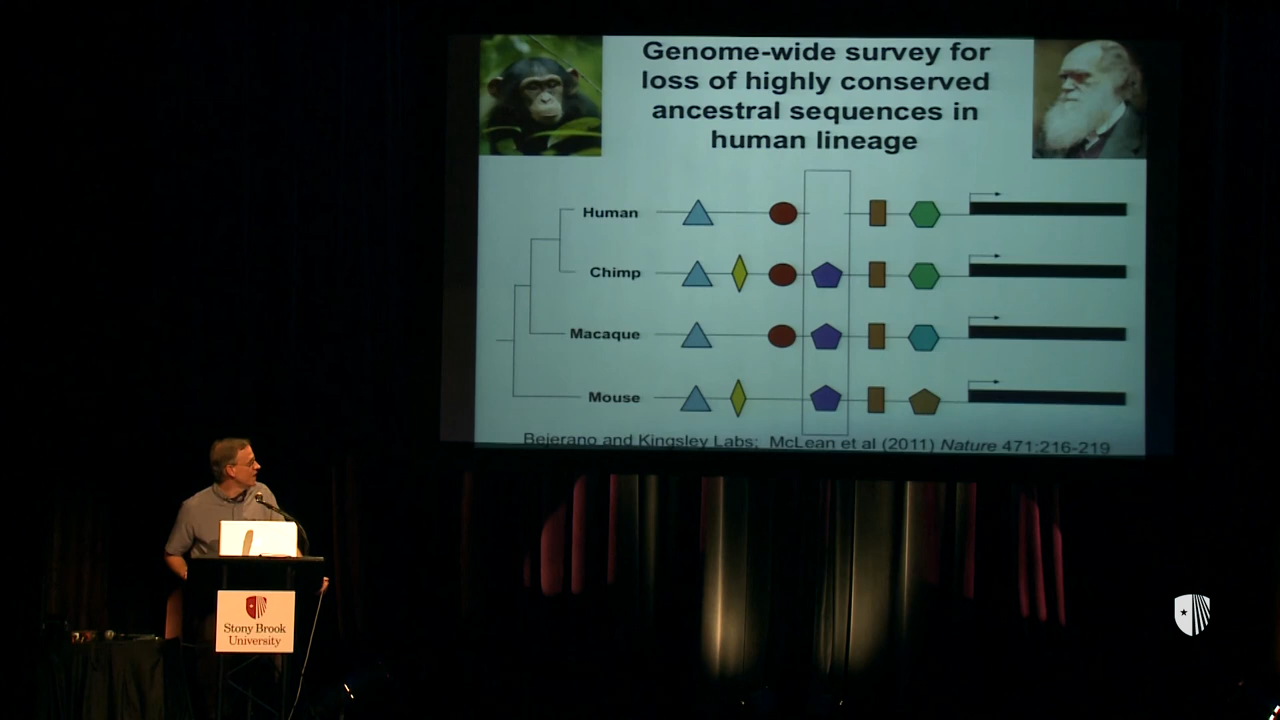 Genome-wide survey for
loss of highly conserved
ancestral sequences in
human lineage
Human
Chimp
Macaque
Mouse
Bejerano and Kingsley Labs; McLean et al (2011) Nature 471:216-219
Stony Brook
University